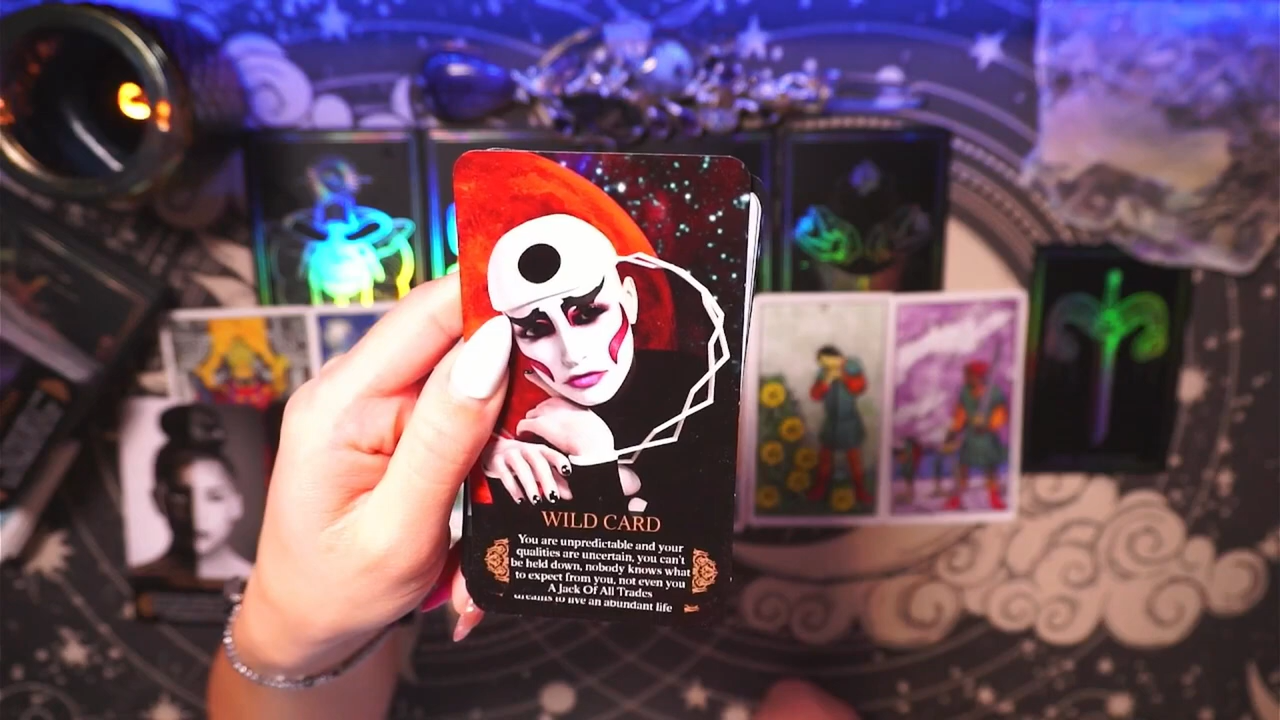 WILD CARD
You are unpredictable and your
qualities are uncertain, you can't
be held down, nobody knows what
to expect from you, not even you
A Jack Of All Trades
dreams to live an abundant life